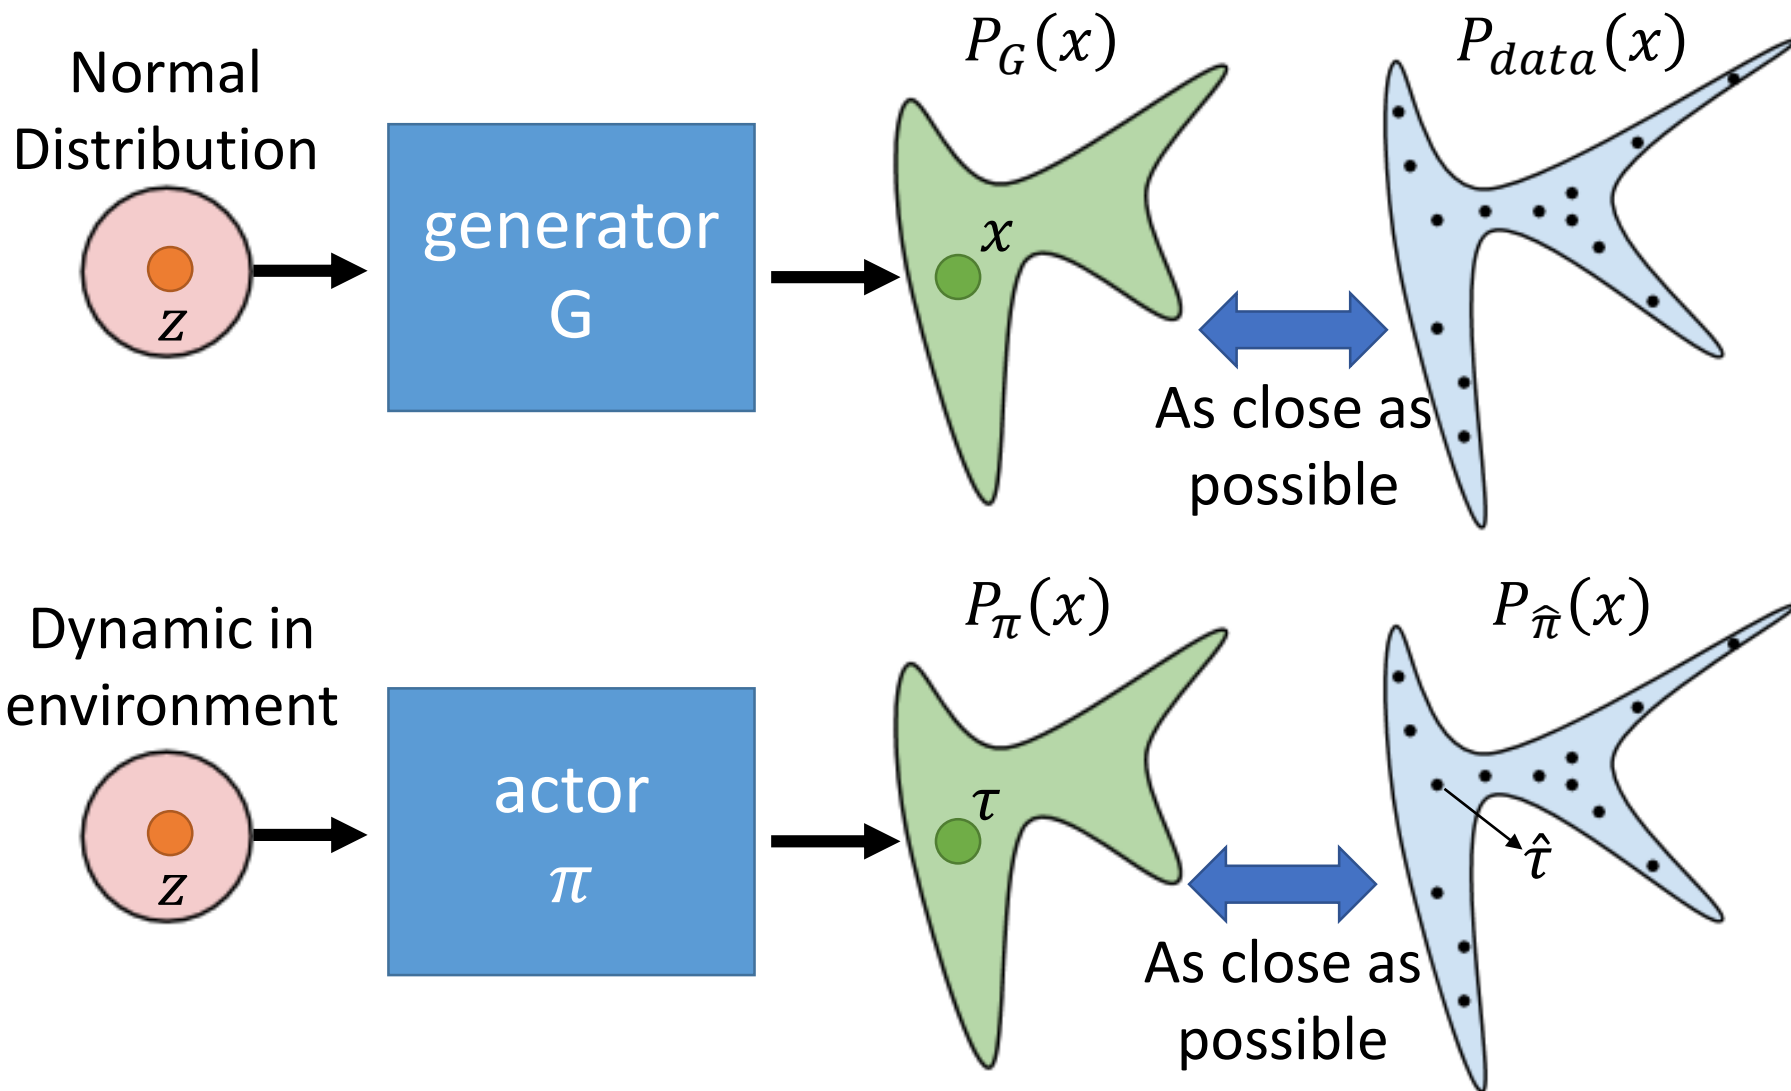 Normal
Distribution
z
generator
G
P_G(x)
x
P_data(x)
As close as
possible
Dynamic in
environment
z
actor
π
P_π(x)
τ
P_π̂(x)
τ̂
As close as
possible